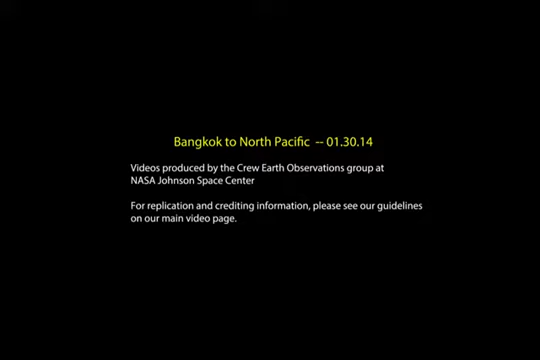 Bangkok to North Pacific -- 01.30.14
Videos produced by the Crew Earth Observations group at
NASA Johnson Space Center
For replication and crediting information, please see our guidelines
on our main video page.